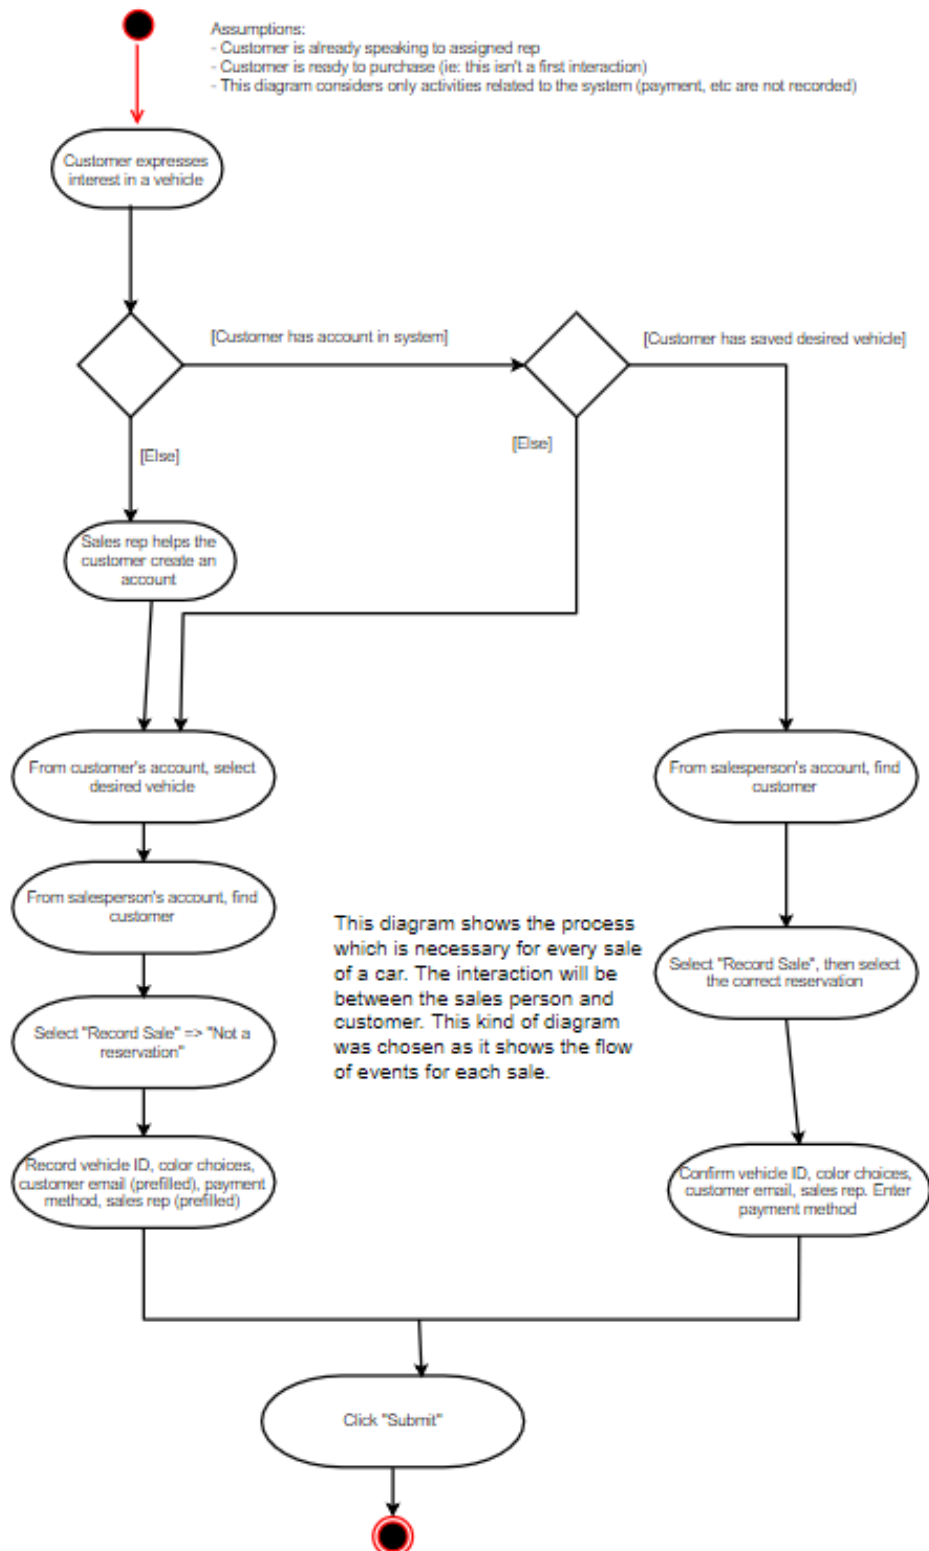 Assumptions:
- Customer is already speaking to assigned rep
- Customer is ready to purchase (ie: this isn't a first interaction)
- This diagram considers only activities related to the system (payment, etc are not recorded)
Customer expresses
interest in a vehicle
[Customer has account in system]
[Customer has saved desired vehicle]
[Else]
[Else]
Sales rep helps the
customer create an
account
From customer's account, select
desired vehicle
From salesperson's account, find
customer
From salesperson's account, find
customer
This diagram shows the process
which is necessary for every sale
of a car. The interaction will be
between the sales person and
customer. This kind of diagram
was chosen as it shows the flow
of events for each sale.
Select "Record Sale", then select
the correct reservation
Select "Record Sale" => "Not a
reservation"
Record vehicle ID, color choices,
customer email (prefilled), payment
method, sales rep (prefilled)
Confirm vehicle ID, color choices,
customer email, sales rep. Enter
payment method
Click "Submit"